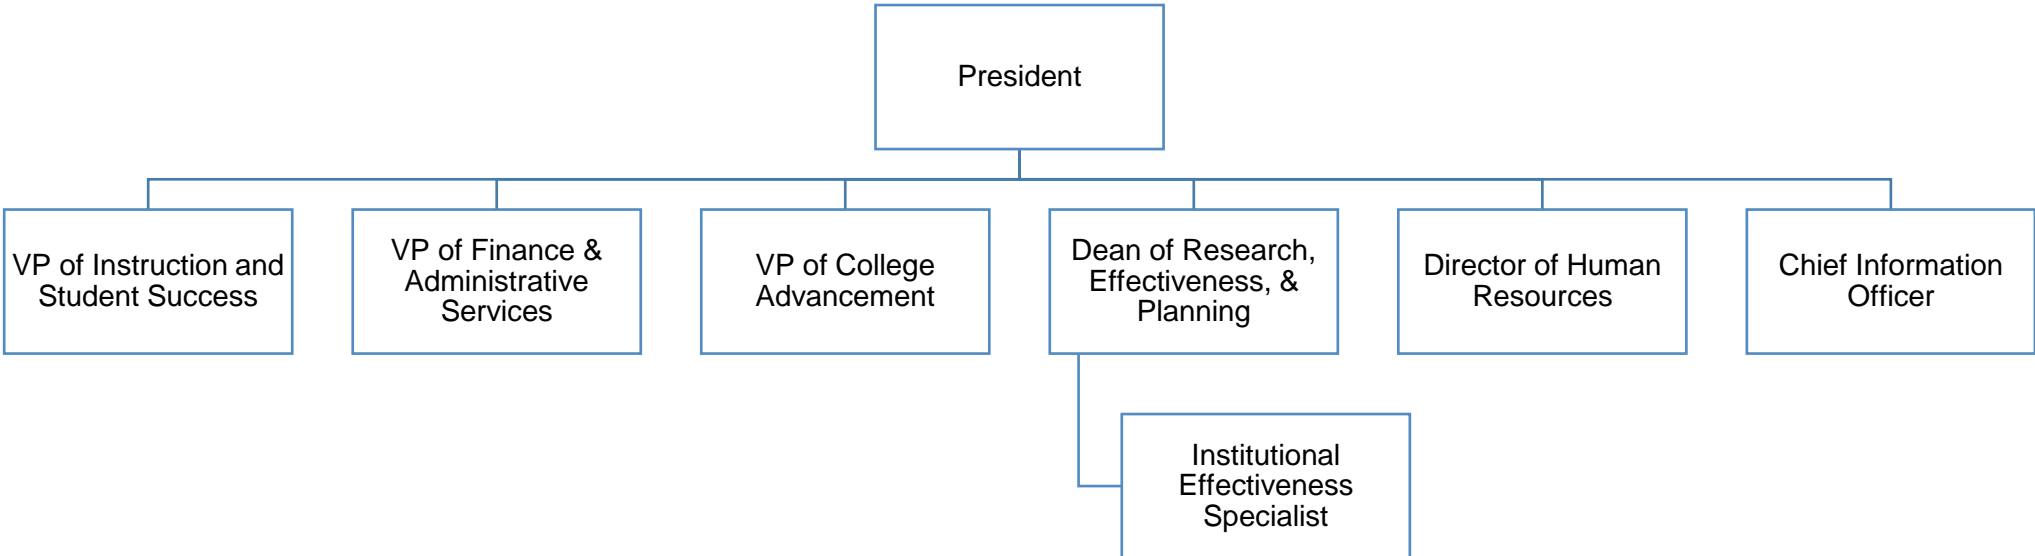 President
VP of Instruction and
Student Success
VP of Finance &
Administrative
Services
VP of College
Advancement
Dean of Research,
Effectiveness, &
Planning
Director of Human
Resources
Chief Information
Officer
Institutional
Effectiveness
Specialist